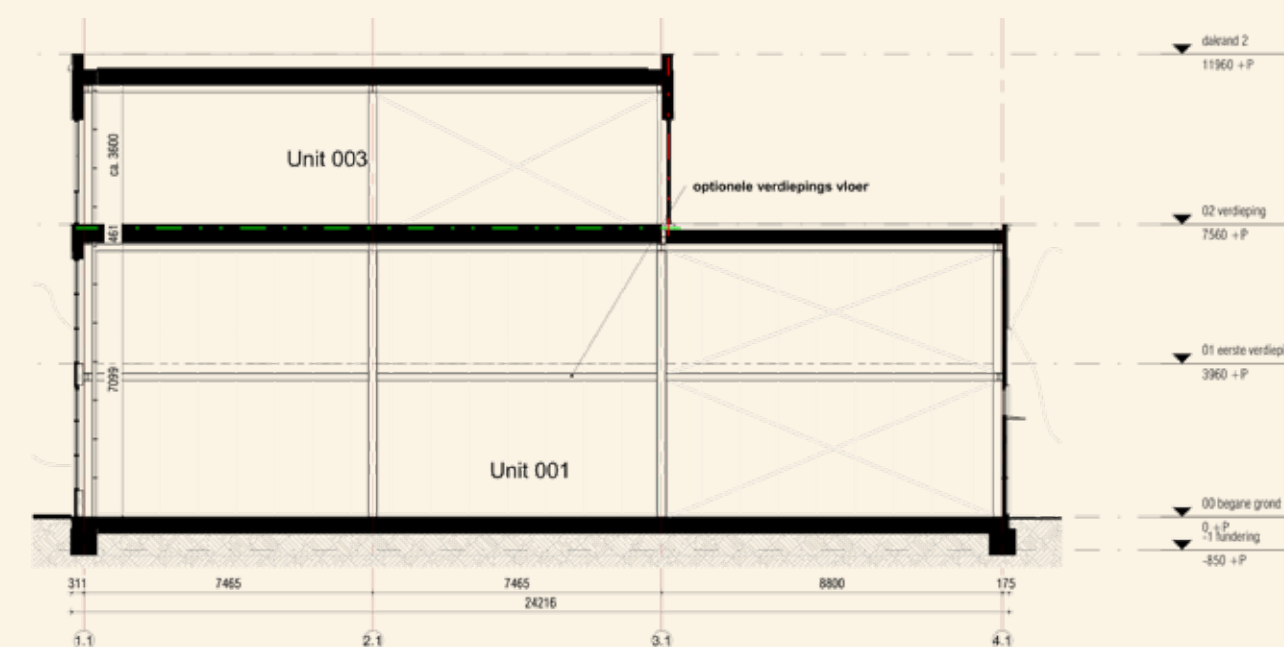 dakrand 2
11960 +P
Unit 003
ca. 3600
optionele verdiepings vloer
02 verdieping
7560 +P
461
01 eerste verdiepi
3960 +P
7099
Unit 001
00 begane grond
0 +P
-1 fundering
-850 +P
311 7465 7465 8800 175
24216
1.1 2.1 3.1 4.1